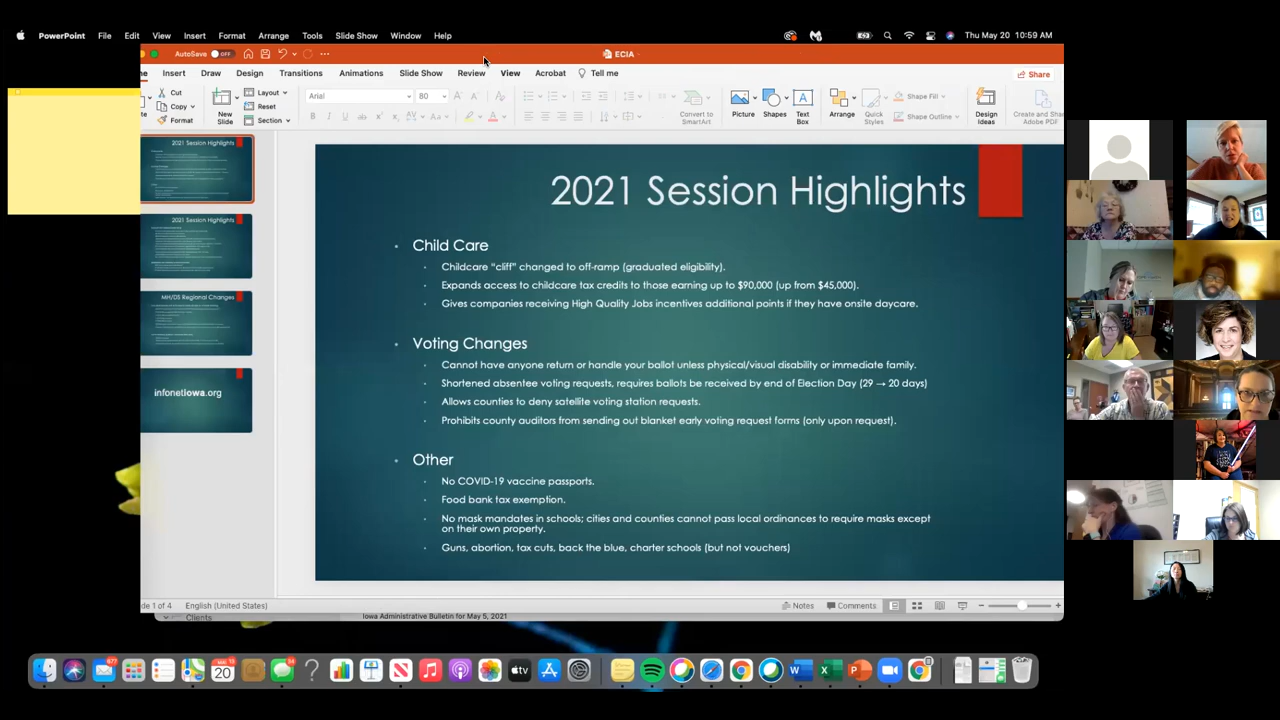 PowerPoint File Edit View Insert Format Arrange Tools Slide Show Window Help Thu May 20 10:59 AM
AutoSave OFF ECIA
Insert Draw Design Transitions Animations Slide Show Review View Acrobat Tell me Share
Cut
Copy
Format
New Slide
Layout
Reset
Section
Arial 80
Convert to SmartArt
Picture
Shapes
Text Box
Arrange
Quick Styles
Shape Fill
Shape Outline
Design Ideas
Create and Share
Adobe PDF
2021 Session Highlights
2021 Session Highlights
MH/DS Regional Changes
infonetiowa.org
2021 Session Highlights
Child Care
Childcare “cliff” changed to off-ramp (graduated eligibility).
Expands access to childcare tax credits to those earning up to $90,000 (up from $45,000).
Gives companies receiving High Quality Jobs incentives additional points if they have onsite daycare.
Voting Changes
Cannot have anyone return or handle your ballot unless physical/visual disability or immediate family.
Shortened absentee voting requests, requires ballots be received by end of Election Day (29 → 20 days)
Allows counties to deny satellite voting station requests.
Prohibits county auditors from sending out blanket early voting request forms (only upon request).
Other
No COVID-19 vaccine passports.
Food bank tax exemption.
No mask mandates in schools; cities and counties cannot pass local ordinances to require masks except
on their own property.
Guns, abortion, tax cuts, back the blue, charter schools (but not vouchers)
de 1 of 4 English (United States) Notes Comments
Clients
Iowa Administrative Bulletin for May 5, 2021
20
tv